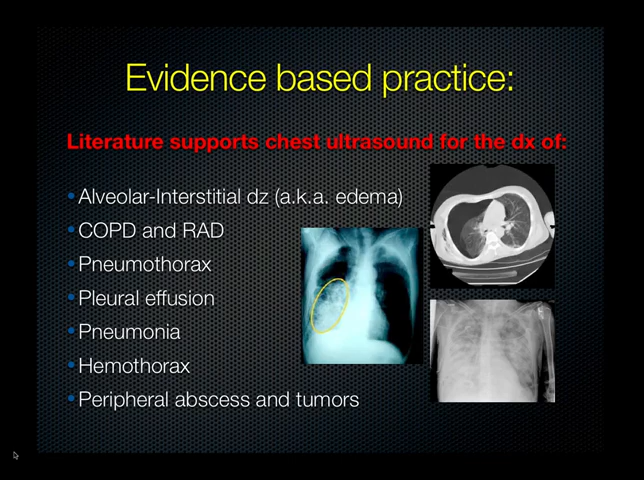 Evidence based practice:
Literature supports chest ultrasound for the dx of:
•Alveolar-Interstitial dz (a.k.a. edema)
•COPD and RAD
•Pneumothorax
•Pleural effusion
•Pneumonia
•Hemothorax
•Peripheral abscess and tumors